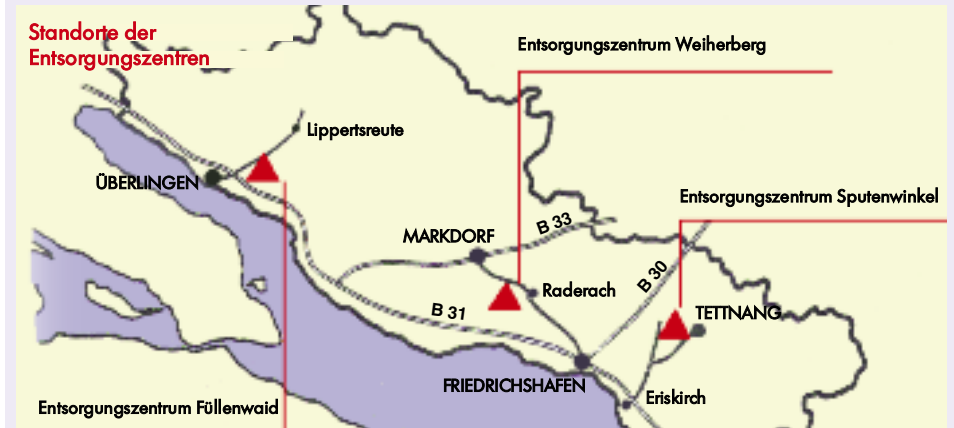 Standorte der
Entsorgungszentren
Entsorgungszentrum Weiherberg
Lippertsreute
ÜBERLINGEN
Entsorgungszentrum Sputenwinkel
B 33
MARKDORF
B 30
Raderach
B 31
TETTNANG
FRIEDRICHSHAFEN
Eriskirch
Entsorgungszentrum Füllenwaid